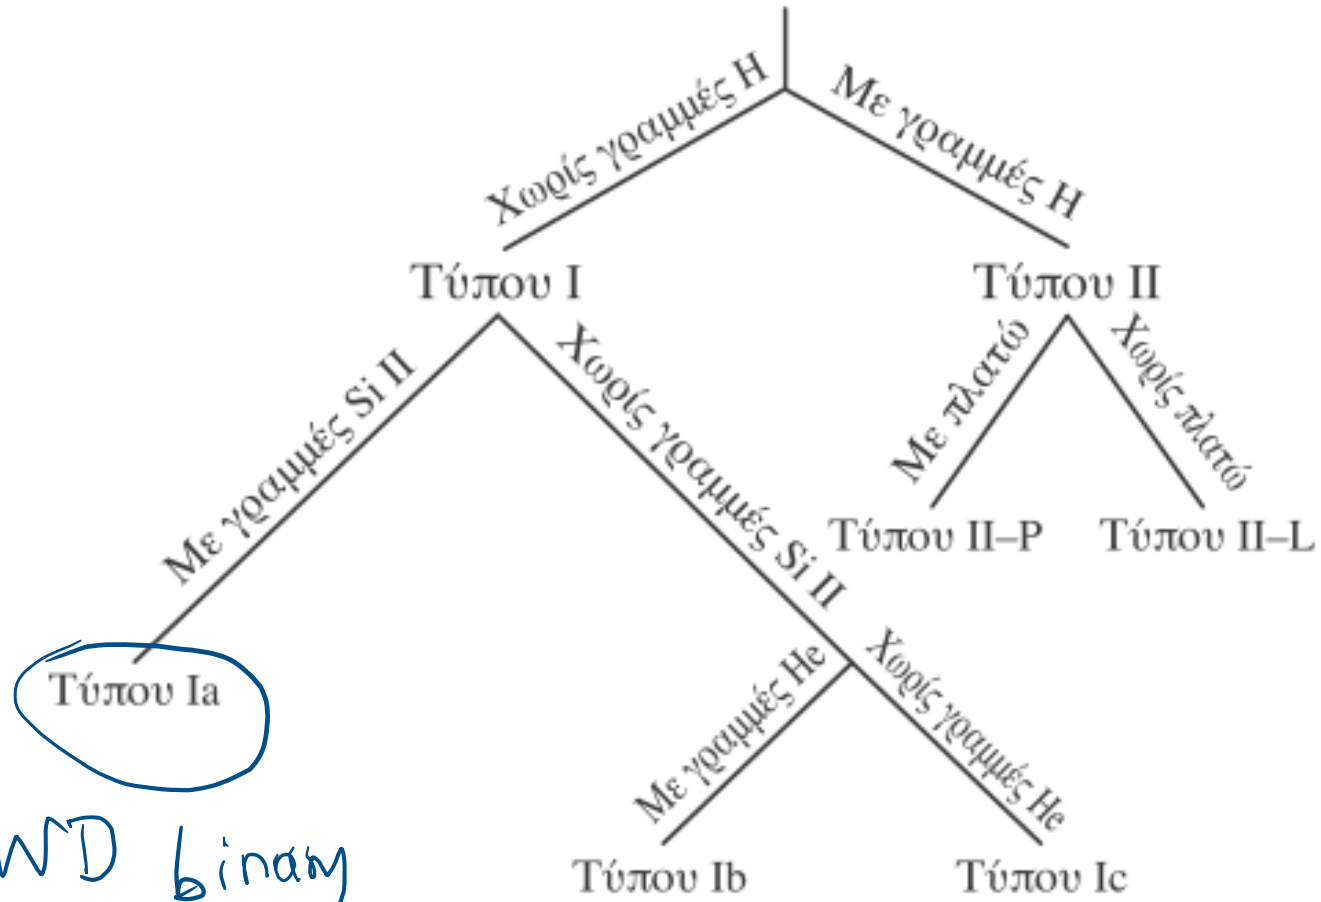 Χωρίς γραμμές H
Με γραμμές H
Τύπου I
Τύπου II
Με γραμμές Si II
Χωρίς γραμμές Si II
Με πλατώ
Χωρίς πλατώ
Τύπου II–P
Τύπου II–L
Τύπου Ia
Με γραμμές He
Χωρίς γραμμές He
WD binary
Τύπου Ib
Τύπου Ic